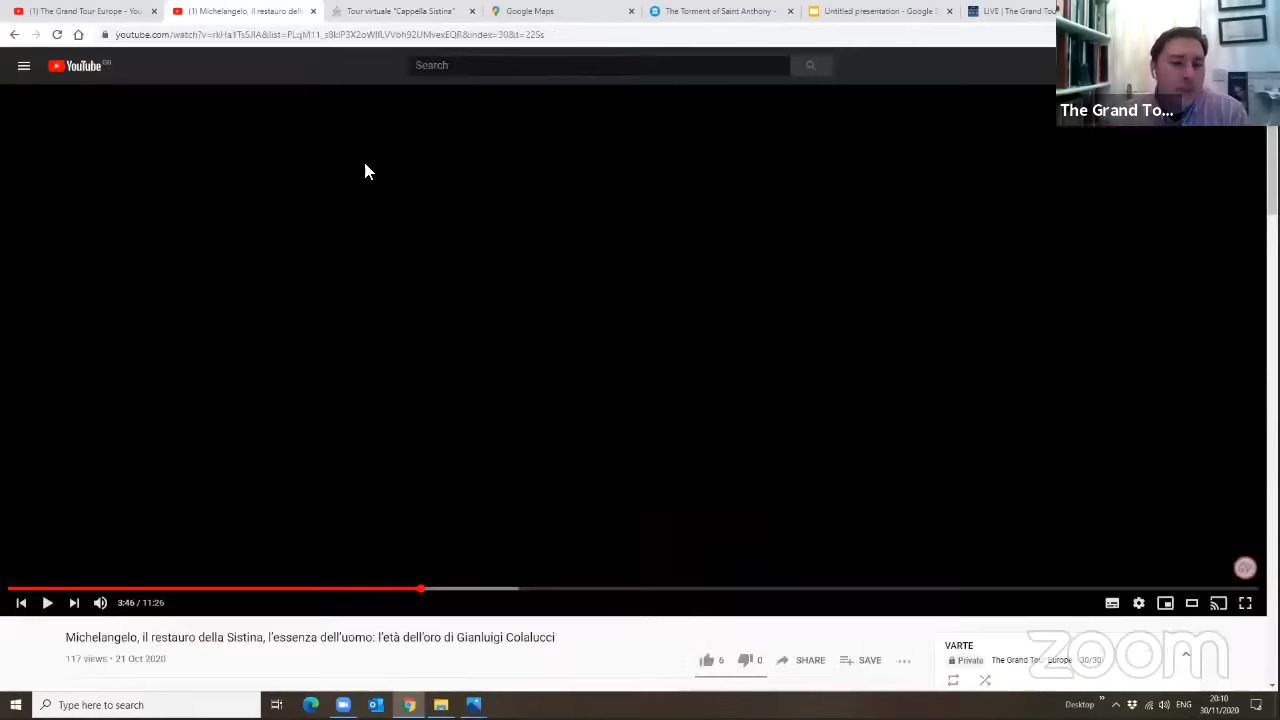 (1) The Grand Tour Europe - You
(1) Michelangelo, il restauro dell
Tour virtuale "Cappella Sistina"
Google Maps
The Torment of Saint Anthony -
Untitled presentation - Google S
LIVE | The Grand Tou
YouTube GB
Search
The Grand To...
3:46 / 11:26
Michelangelo, il restauro della Sistina, l'essenza dell'uomo: l'età dell'oro di Gianluigi Colalucci
117 views • 21 Oct 2020
6
0
SHARE
SAVE
VARTE
Private
The Grand Tour Europe
30/30
zoom
Type here to search
Desktop
ENG
20:10
30/11/2020